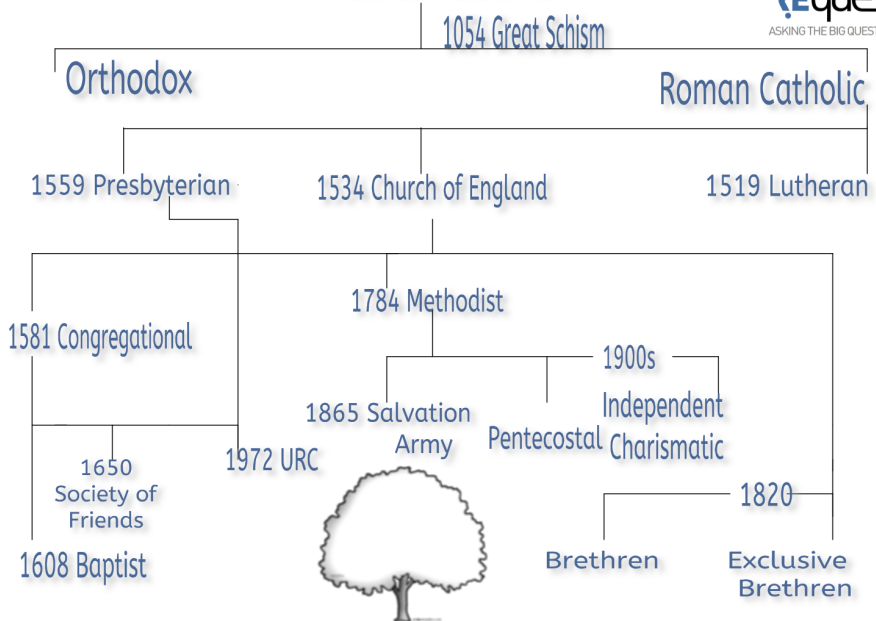 ASKING THE BIG QUEST
1054 Great Schism
Orthodox
Roman Catholic
1559 Presbyterian
1534 Church of England
1519 Lutheran
1784 Methodist
1581 Congregational
1900s
1865 Salvation
Army
Pentecostal
Independent
Charismatic
1972 URC
1650
Society of
Friends
1820
1608 Baptist
Brethren
Exclusive
Brethren